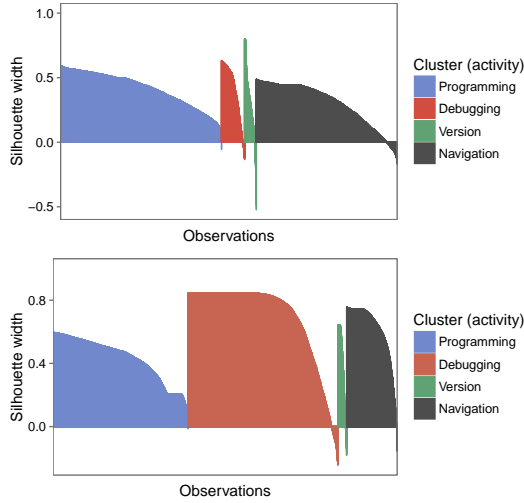 1.0
0.5
0.0
−0.5
Silhouette width
Observations
Cluster (activity)
Programming
Debugging
Version
Navigation
0.8
0.4
0.0
Silhouette width
Observations
Cluster (activity)
Programming
Debugging
Version
Navigation